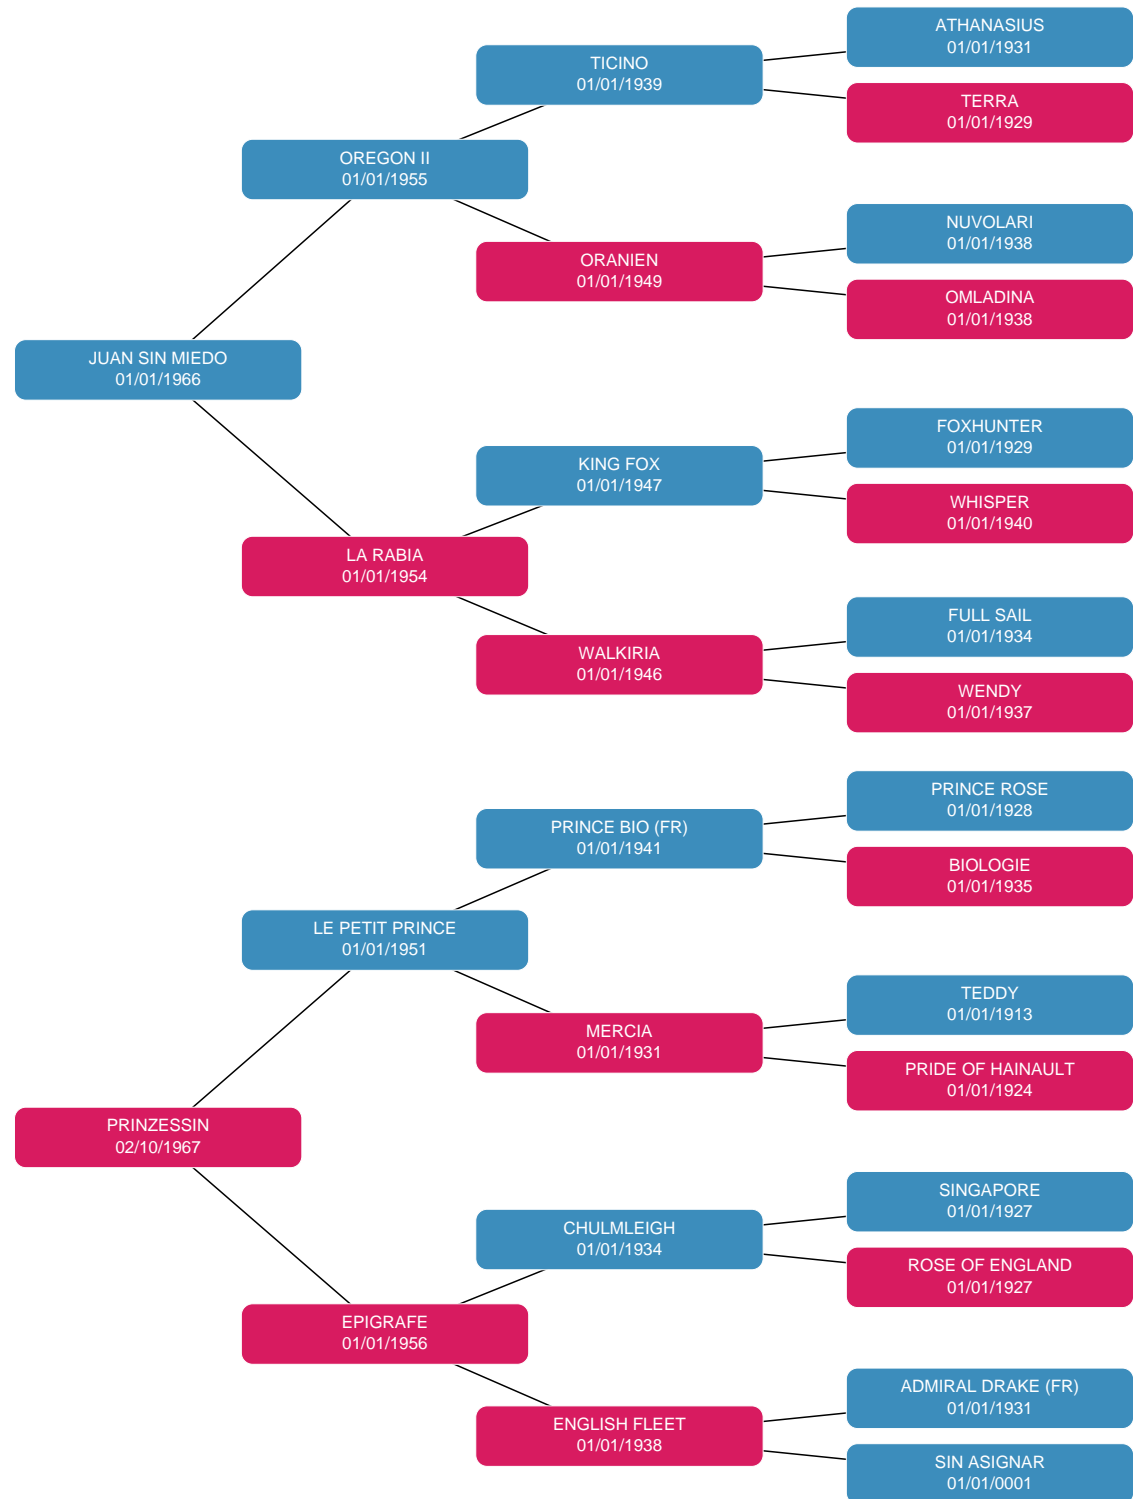 ATHANASIUS
01/01/1931
TICINO
01/01/1939
TERRA
01/01/1929
OREGON II
01/01/1955
NUVOLARI
01/01/1938
ORANIEN
01/01/1949
OMLADINA
01/01/1938
JUAN SIN MIEDO
01/01/1966
FOXHUNTER
01/01/1929
KING FOX
01/01/1947
WHISPER
01/01/1940
LA RABIA
01/01/1954
FULL SAIL
01/01/1934
WALKIRIA
01/01/1946
WENDY
01/01/1937
PRINCE ROSE
01/01/1928
PRINCE BIO (FR)
01/01/1941
BIOLOGIE
01/01/1935
LE PETIT PRINCE
01/01/1951
TEDDY
01/01/1913
MERCIA
01/01/1931
PRIDE OF HAINAULT
01/01/1924
PRINZESSIN
02/10/1967
SINGAPORE
01/01/1927
CHULMLEIGH
01/01/1934
ROSE OF ENGLAND
01/01/1927
EPIGRAFE
01/01/1956
ADMIRAL DRAKE (FR)
01/01/1931
ENGLISH FLEET
01/01/1938
SIN ASIGNAR
01/01/0001